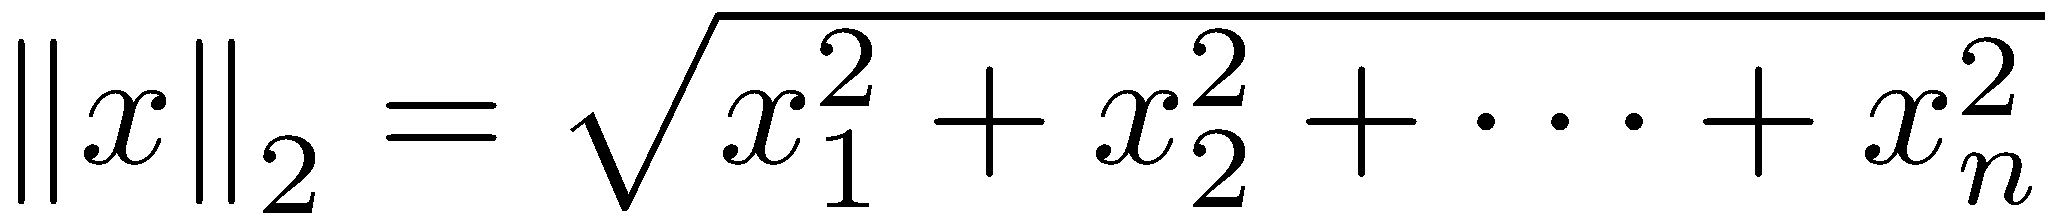 ‖x‖₂ = √(x₁² + x₂² + ··· + xₙ²)